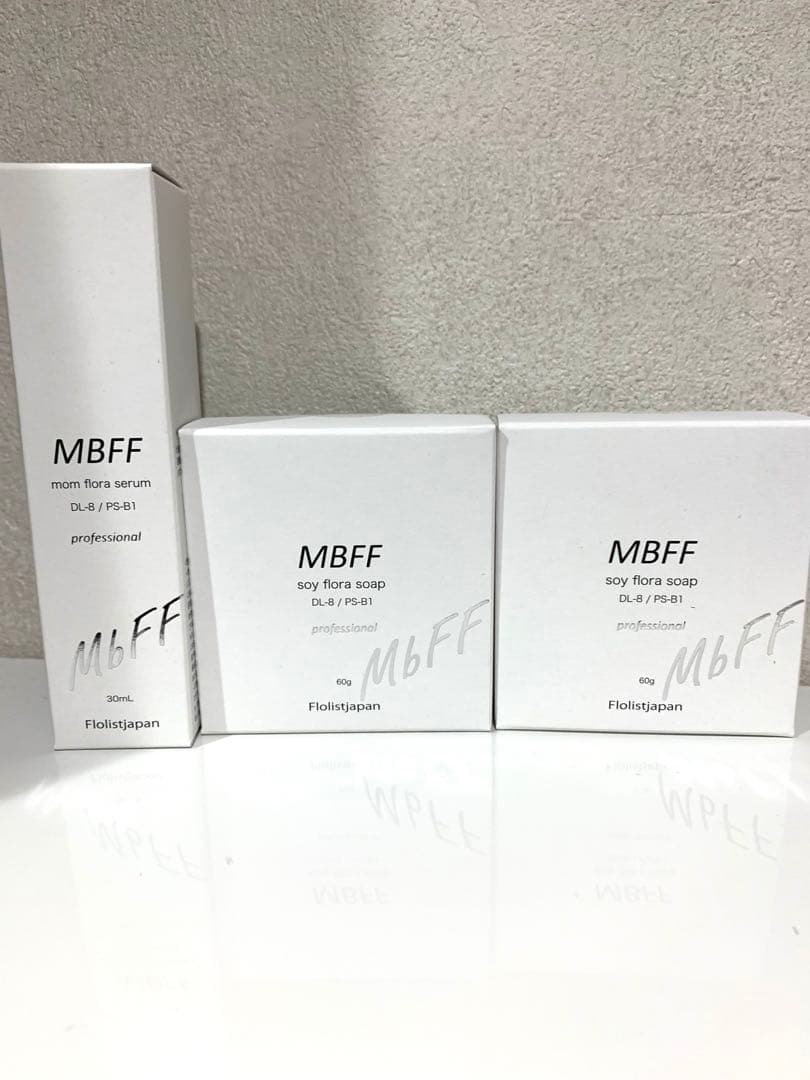 MBFF
mom flora serum
DL-8 / PS-B1
professional
MbFF
30mL
Flolistjapan
MBFF
soy flora soap
DL-8 / PS-B1
professional
MbFF
60g
Flolistjapan
MBFF
soy flora soap
DL-8 / PS-B1
professional
MbFF
60g
Flolistjapan